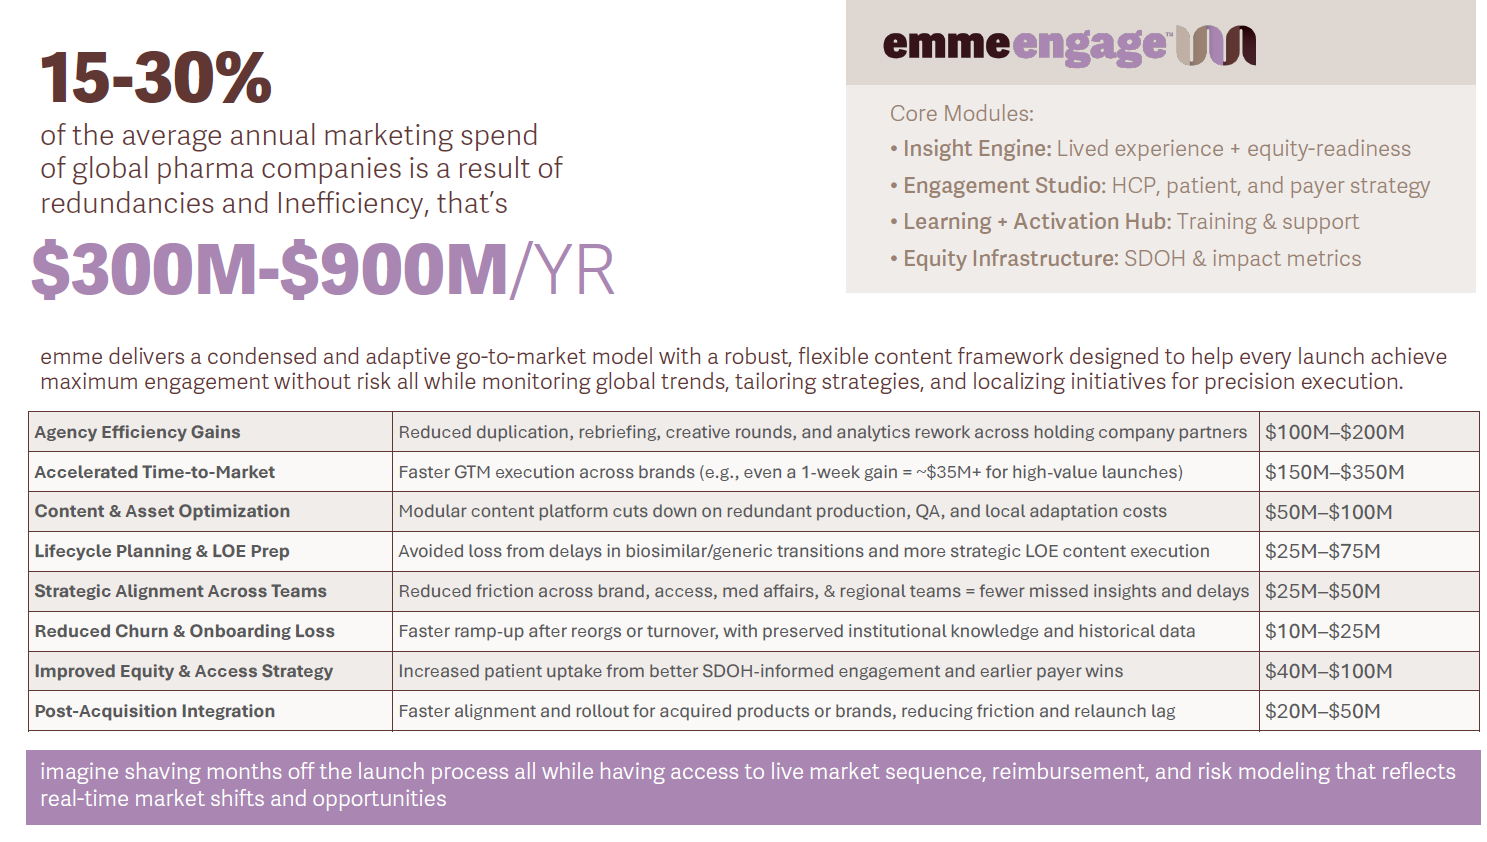 15-30%
of the average annual marketing spend
of global pharma companies is a result of
redundancies and Inefficiency, that's
$300M-$900M/YR
emmeengage™
Core Modules:
• Insight Engine: Lived experience + equity-readiness
• Engagement Studio: HCP, patient, and payer strategy
• Learning + Activation Hub: Training & support
• Equity Infrastructure: SDOH & impact metrics
emme delivers a condensed and adaptive go-to-market model with a robust, flexible content framework designed to help every launch achieve
maximum engagement without risk all while monitoring global trends, tailoring strategies, and localizing initiatives for precision execution.
Agency Efficiency Gains Reduced duplication, rebriefing, creative rounds, and analytics rework across holding company partners $100M–$200M
Accelerated Time-to-Market Faster GTM execution across brands (e.g., even a 1-week gain = ~$35M+ for high-value launches) $150M–$350M
Content & Asset Optimization Modular content platform cuts down on redundant production, QA, and local adaptation costs $50M–$100M
Lifecycle Planning & LOE Prep Avoided loss from delays in biosimilar/generic transitions and more strategic LOE content execution $25M–$75M
Strategic Alignment Across Teams Reduced friction across brand, access, med affairs, & regional teams = fewer missed insights and delays $25M–$50M
Reduced Churn & Onboarding Loss Faster ramp-up after reorgs or turnover, with preserved institutional knowledge and historical data $10M–$25M
Improved Equity & Access Strategy Increased patient uptake from better SDOH-informed engagement and earlier payer wins $40M–$100M
Post-Acquisition Integration Faster alignment and rollout for acquired products or brands, reducing friction and relaunch lag $20M–$50M
imagine shaving months off the launch process all while having access to live market sequence, reimbursement, and risk modeling that reflects
real-time market shifts and opportunities